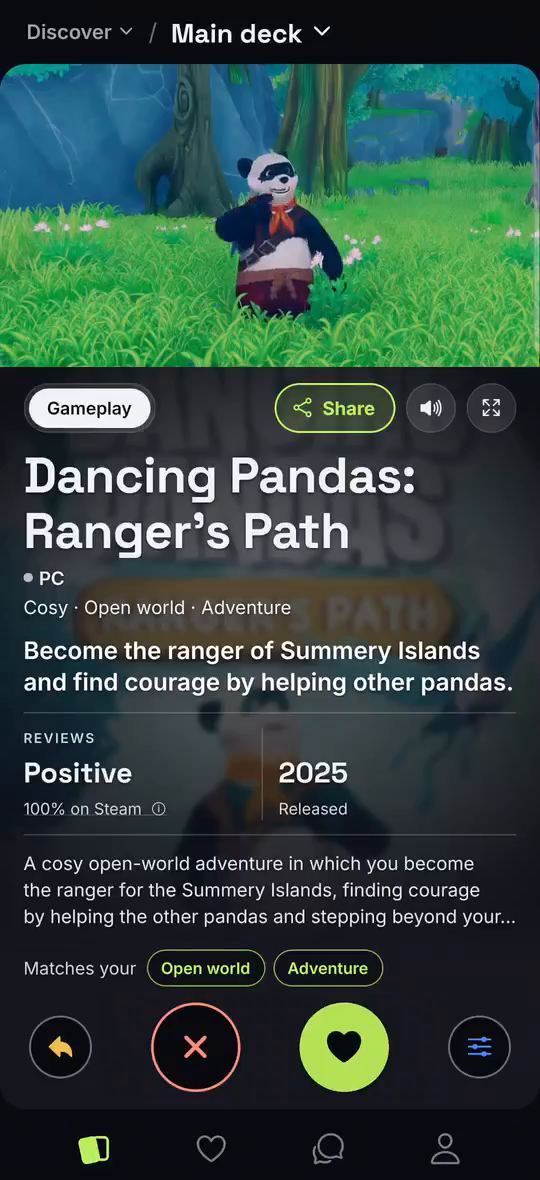 Discover / Main deck
Gameplay
Share
Dancing Pandas:
Ranger's Path
PC
Cosy · Open world · Adventure
Become the ranger of Summery Islands
and find courage by helping other pandas.
REVIEWS
Positive
100% on Steam
2025
Released
A cosy open-world adventure in which you become
the ranger for the Summery Islands, finding courage
by helping the other pandas and stepping beyond your...
Matches your Open world Adventure